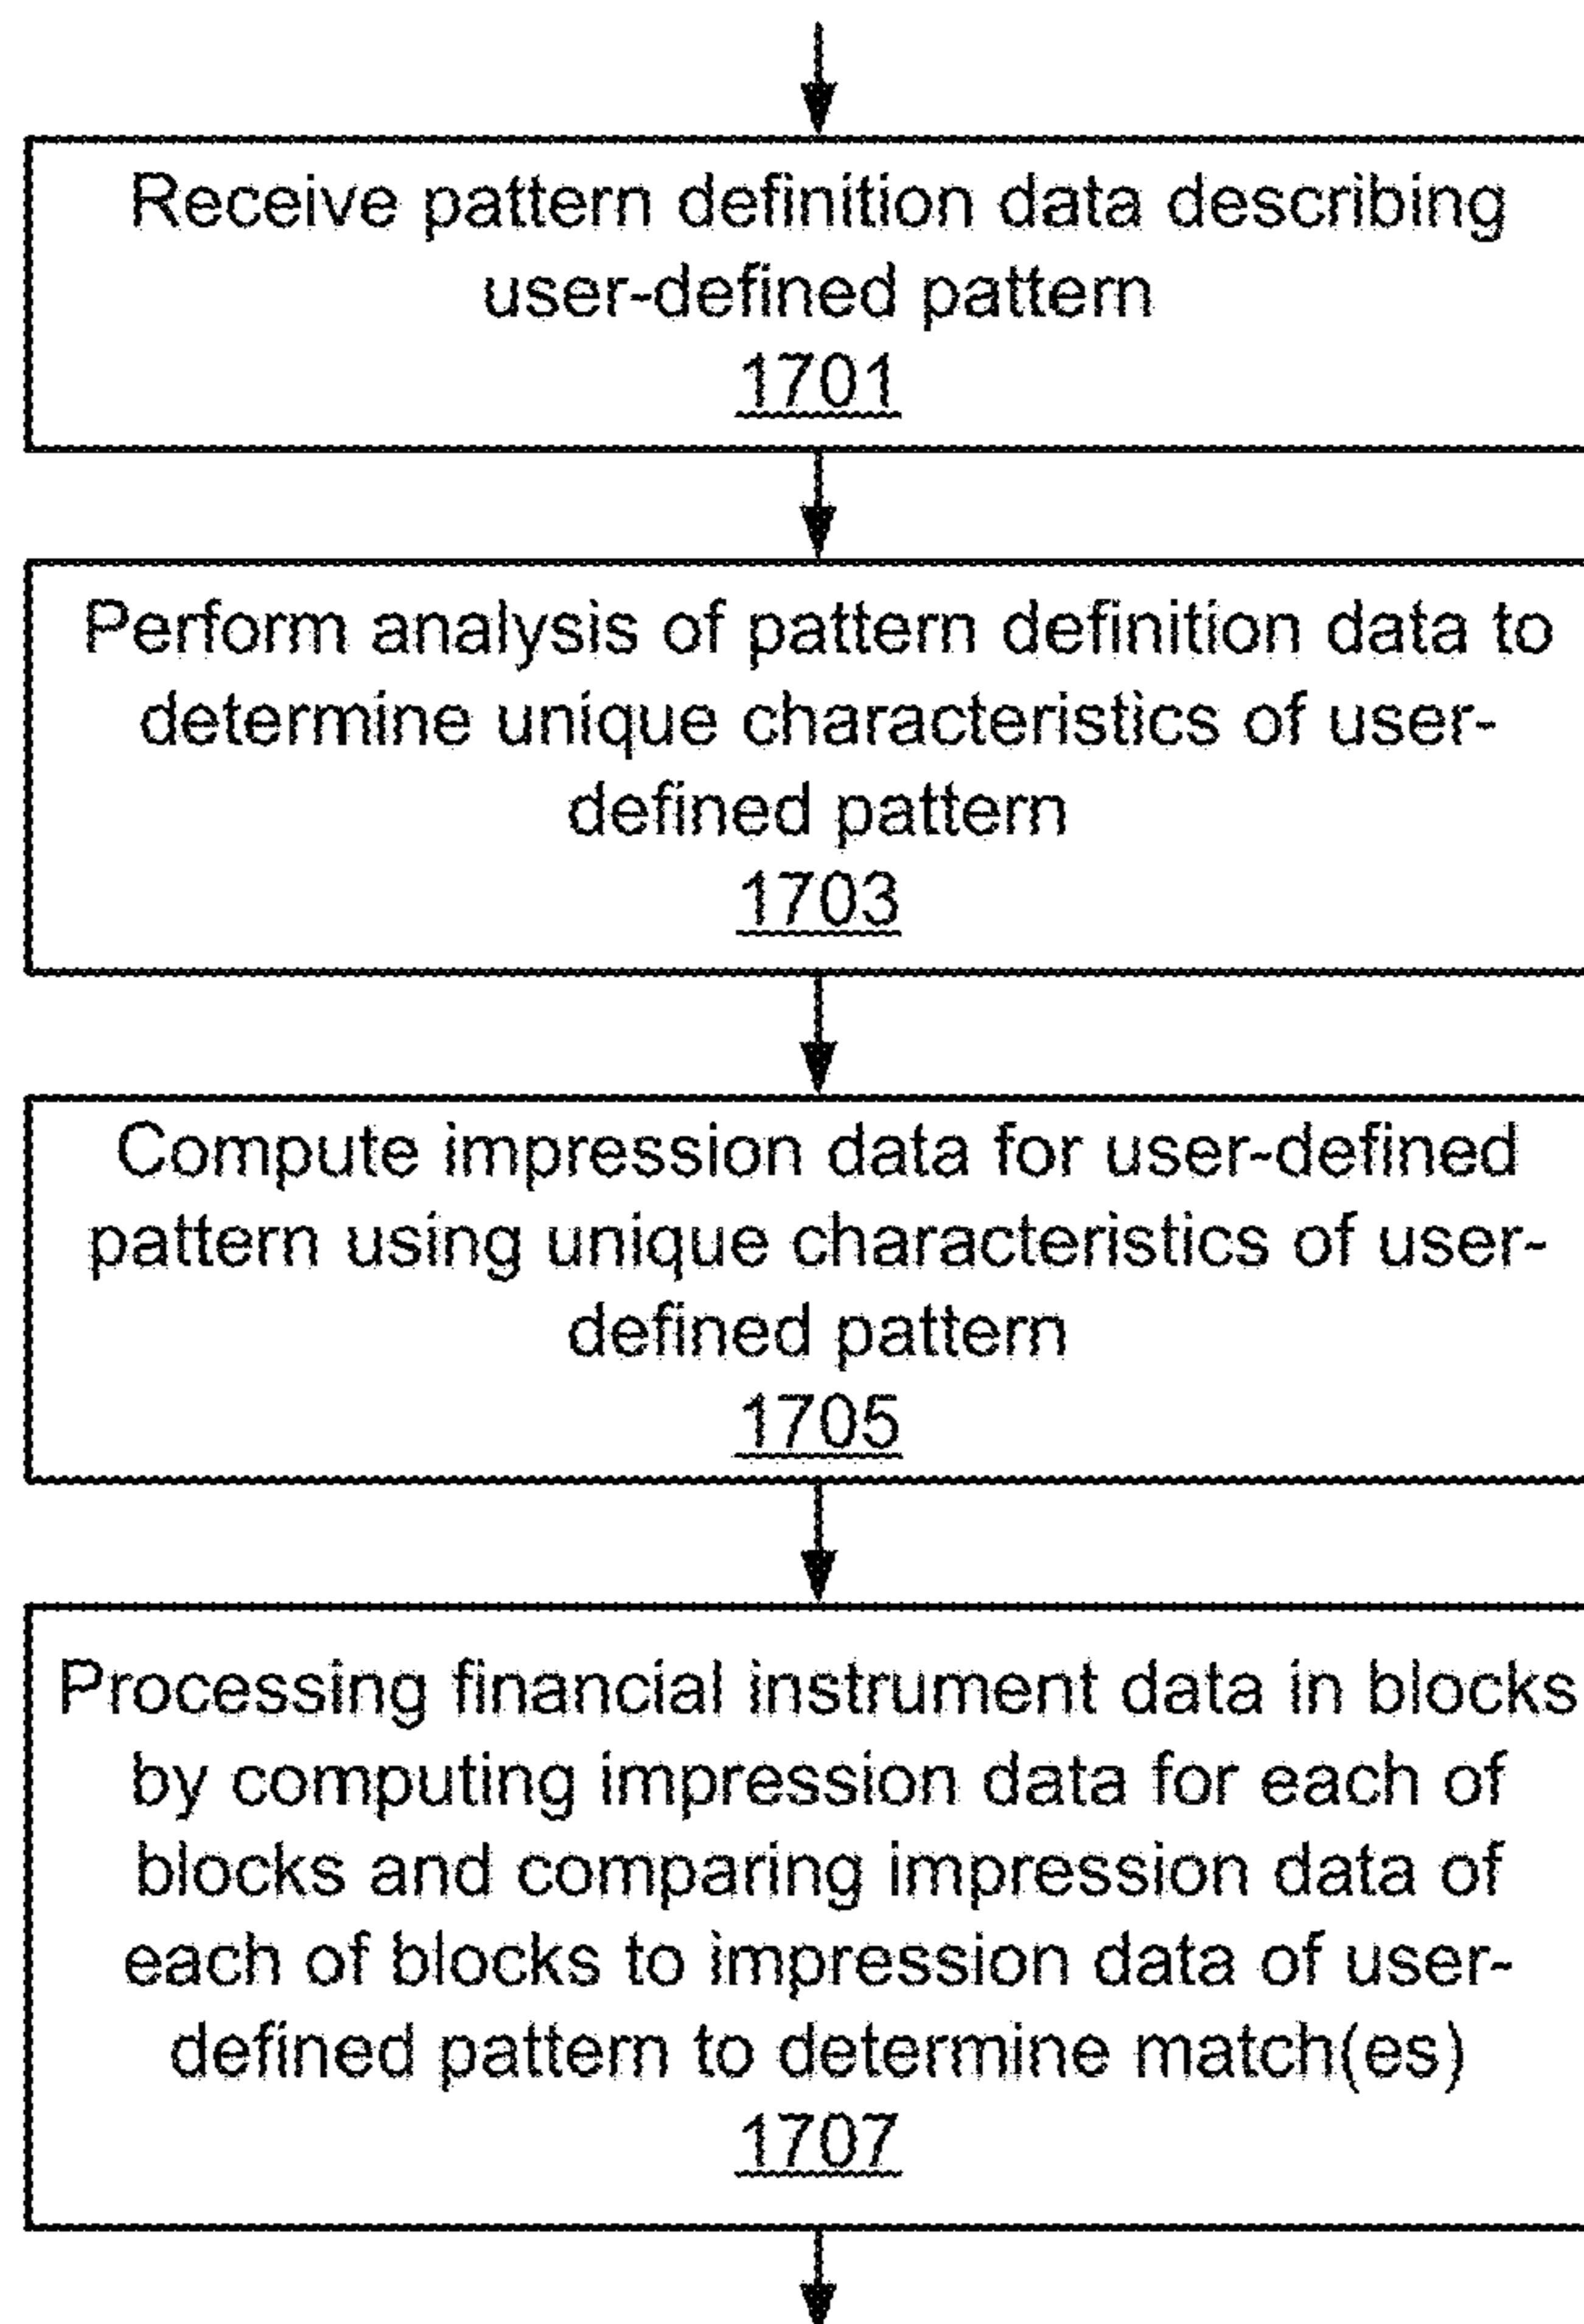 Receive pattern definition data describing
user-defined pattern
1701
Perform analysis of pattern definition data to
determine unique characteristics of user-
defined pattern
1703
Compute impression data for user-defined
pattern using unique characteristics of user-
defined pattern
1705
Processing financial instrument data in blocks
by computing impression data for each of
blocks and comparing impression data of
each of blocks to impression data of user-
defined pattern to determine match(es)
1707